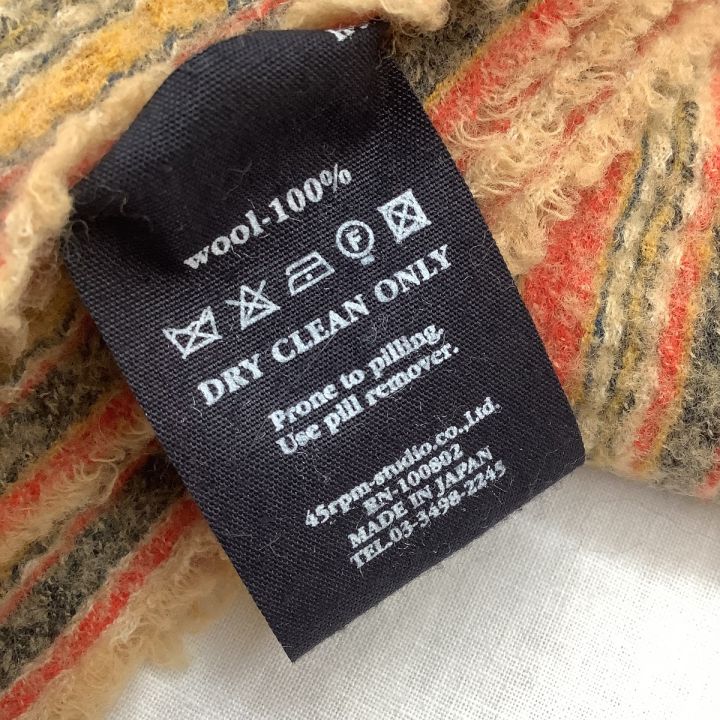 wool-100%
F
DRY CLEAN ONLY
Prone to pilling.
Use pill remover.
45rpm-studio.co.,Ltd.
RN-100802
MADE IN JAPAN
TEL.03-3498-2245